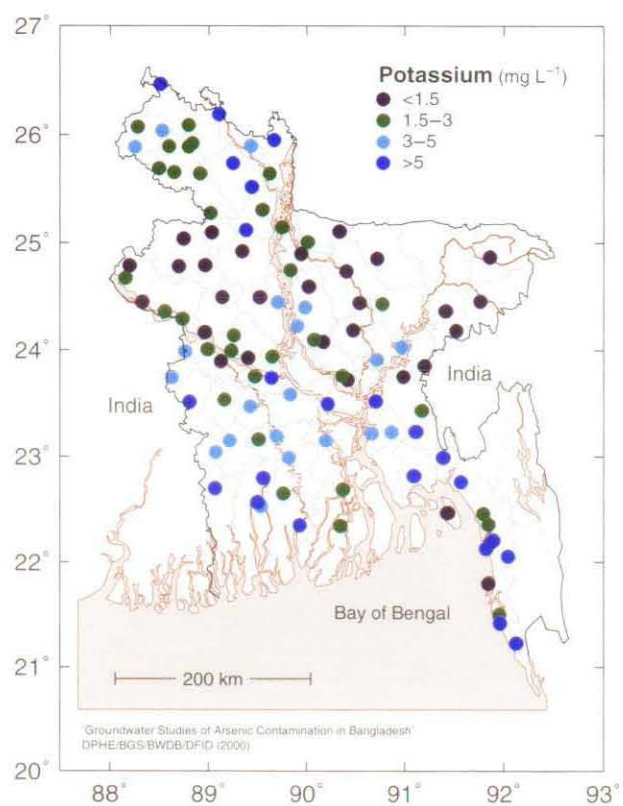 27°
26°
25°
24°
23°
22°
21°
20°
Potassium (mg L⁻¹)
<1.5
1.5–3
3–5
>5
India
India
Bay of Bengal
200 km
'Groundwater Studies of Arsenic Contamination in Bangladesh'
DPHE/BGS/BWDB/DFID (2000)
88° 89° 90° 91° 92° 93°